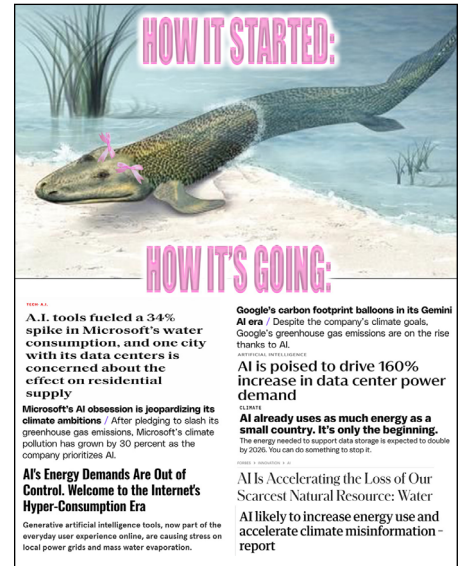 HOW IT STARTED:
HOW IT'S GOING:
TECH A.I.
A.I. tools fueled a 34%
spike in Microsoft's water
consumption, and one city
with its data centers is
concerned about the
effect on residential
supply
Microsoft's AI obsession is jeopardizing its
climate ambitions / After pledging to slash its
greenhouse gas emissions, Microsoft's climate
pollution has grown by 30 percent as the
company prioritizes AI.
AI's Energy Demands Are Out of
Control. Welcome to the Internet's
Hyper-Consumption Era
Generative artificial intelligence tools, now part of the
everyday user experience online, are causing stress on
local power grids and mass water evaporation.
Google's carbon footprint balloons in its Gemini
AI era / Despite the company's climate goals,
Google's greenhouse gas emissions are on the rise
thanks to AI.
ARTIFICIAL INTELLIGENCE
AI is poised to drive 160%
increase in data center power
demand
CLIMATE
AI already uses as much energy as a
small country. It's only the beginning.
The energy needed to support data storage is expected to double
by 2026. You can do something to stop it.
FORBES > INNOVATION > AI
AI Is Accelerating the Loss of Our
Scarcest Natural Resource: Water
AI likely to increase energy use and
accelerate climate misinformation –
report